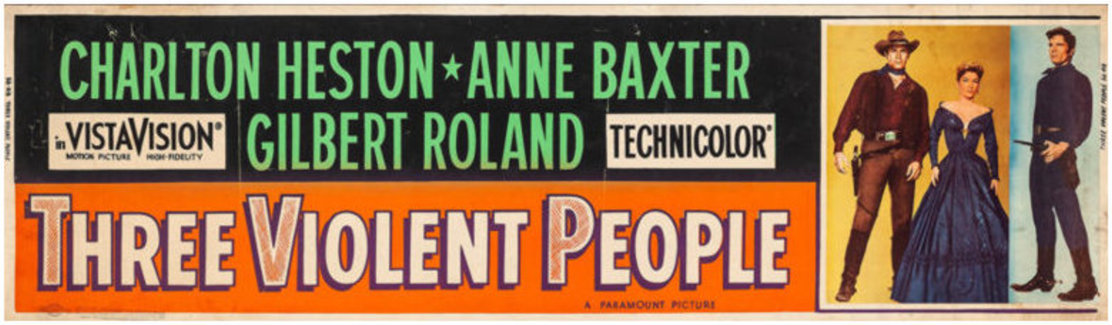 CHARLTON HESTON ★ ANNE BAXTER
in VISTAVISION®
MOTION PICTURE HIGH-FIDELITY
GILBERT ROLAND
TECHNICOLOR®
THREE VIOLENT PEOPLE
A PARAMOUNT PICTURE